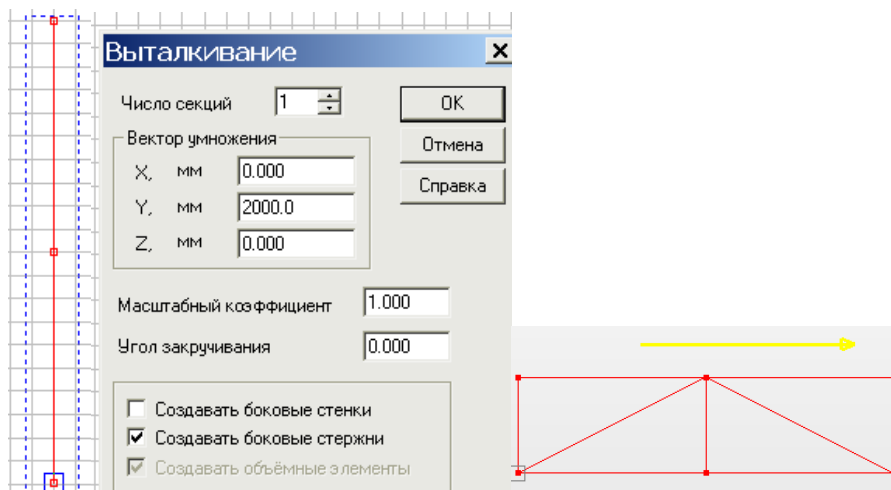 Выталкивание
Число секций 1
OK
Вектор умножения
Отмена
X, мм 0.000
Справка
Y, мм 2000.0
Z, мм 0.000
Масштабный коэффициент 1.000
Угол закручивания 0.000
Создавать боковые стенки
Создавать боковые стержни
Создавать объёмные элементы